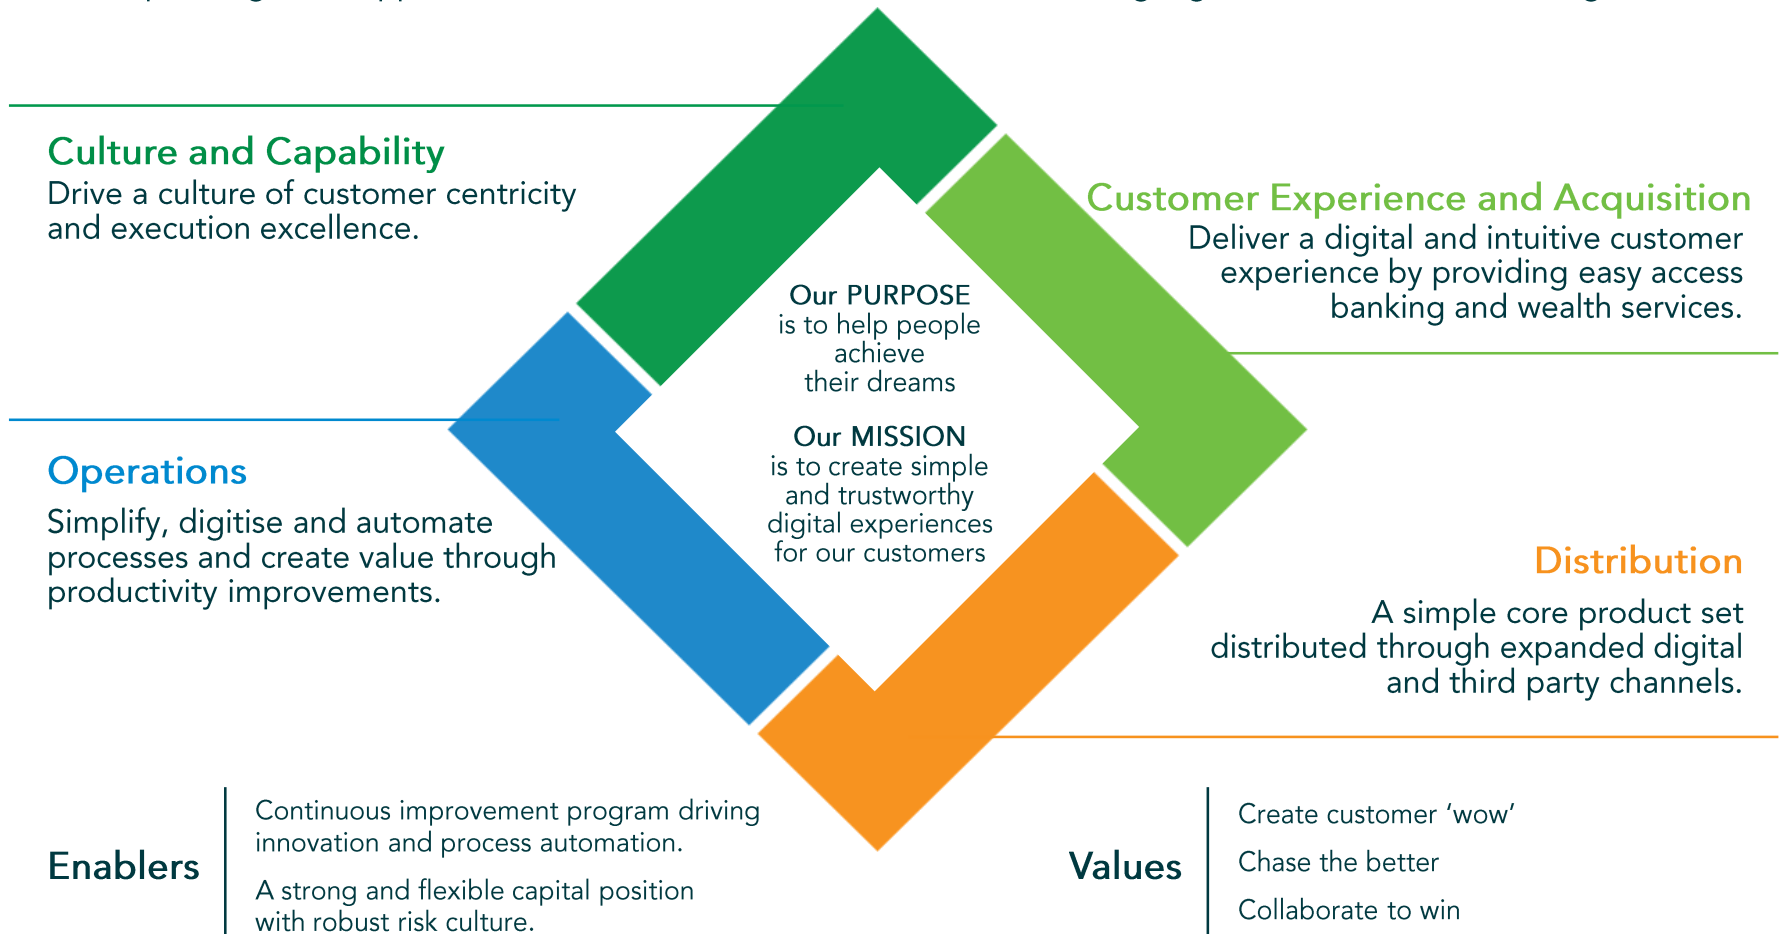 Culture and Capability
Drive a culture of customer centricity
and execution excellence.
Customer Experience and Acquisition
Deliver a digital and intuitive customer
experience by providing easy access
banking and wealth services.
Our PURPOSE
is to help people
achieve
their dreams
Our MISSION
is to create simple
and trustworthy
digital experiences
for our customers
Operations
Simplify, digitise and automate
processes and create value through
productivity improvements.
Distribution
A simple core product set
distributed through expanded digital
and third party channels.
Enablers
Continuous improvement program driving
innovation and process automation.
A strong and flexible capital position
with robust risk culture.
Values
Create customer ‘wow’
Chase the better
Collaborate to win